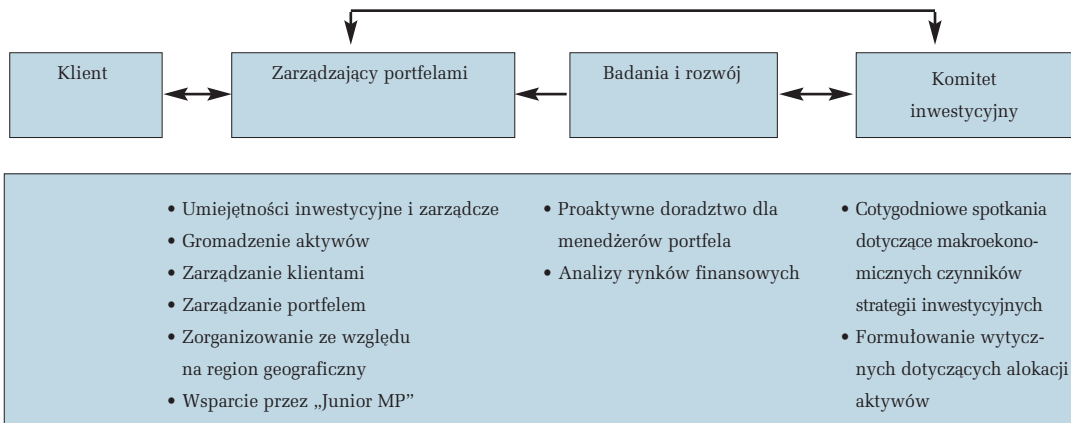 Klient
Zarządzający portfelami
Badania i rozwój
Komitet
inwestycyjny
• Umiejętności inwestycyjne i zarządcze
• Gromadzenie aktywów
• Zarządzanie klientami
• Zarządzanie portfelem
• Zorganizowanie ze względu
na region geograficzny
• Wsparcie przez „Junior MP”
• Proaktywne doradztwo dla
menedżerów portfela
• Analizy rynków finansowych
• Cotygodniowe spotkania
dotyczące makroekono-
micznych czynników
strategii inwestycyjnych
• Formułowanie wytycz-
nych dotyczących alokacji
aktywów